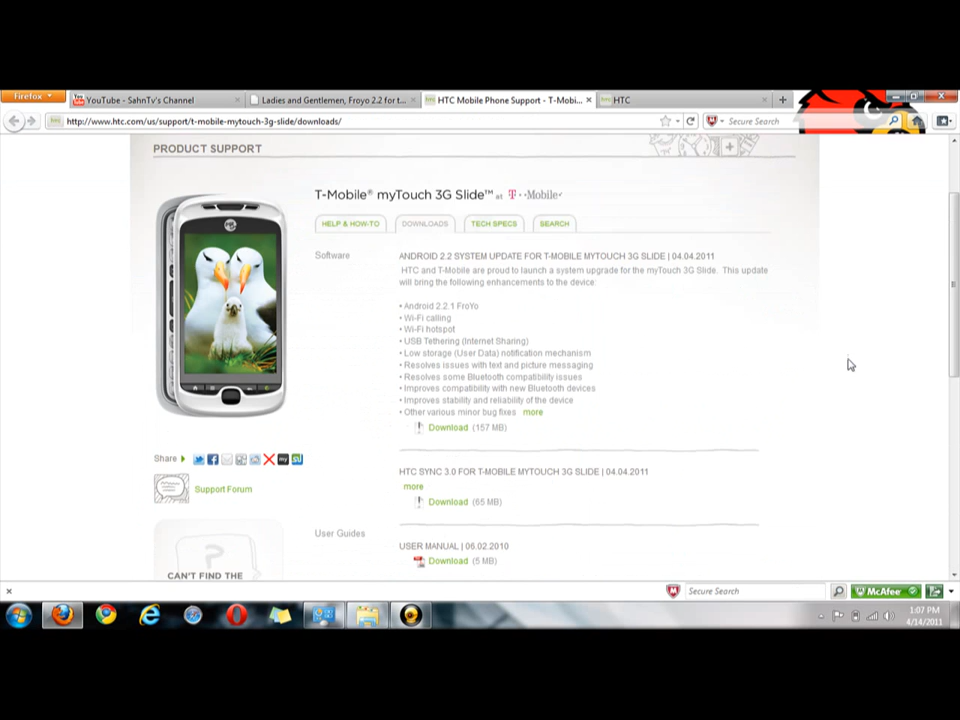 Firefox
YouTube - SahnTv's Channel
Ladies and Gentlemen, Froyo 2.2 for t...
HTC Mobile Phone Support - T-Mobi...
HTC
http://www.htc.com/us/support/t-mobile-mytouch-3g-slide/downloads/
Secure Search
PRODUCT SUPPORT
T-Mobile® myTouch 3G Slide™ at T··Mobile
HELP & HOW-TO
DOWNLOADS
TECH SPECS
SEARCH
Software
ANDROID 2.2 SYSTEM UPDATE FOR T-MOBILE MYTOUCH 3G SLIDE | 04.04.2011
HTC and T-Mobile are proud to launch a system upgrade for the myTouch 3G Slide. This update
will bring the following enhancements to the device:
• Android 2.2.1 FroYo
• Wi-Fi calling
• Wi-Fi hotspot
• USB Tethering (Internet Sharing)
• Low storage (User Data) notification mechanism
• Resolves issues with text and picture messaging
• Resolves some Bluetooth compatibility issues
• Improves compatibility with new Bluetooth devices
• Improves stability and reliability of the device
• Other various minor bug fixes more
Download (157 MB)
Share
Support Forum
HTC SYNC 3.0 FOR T-MOBILE MYTOUCH 3G SLIDE | 04.04.2011
more
Download (65 MB)
User Guides
USER MANUAL | 06.02.2010
Download (5 MB)
?
CAN'T FIND THE
Secure Search
McAfee
1:07 PM
4/14/2011